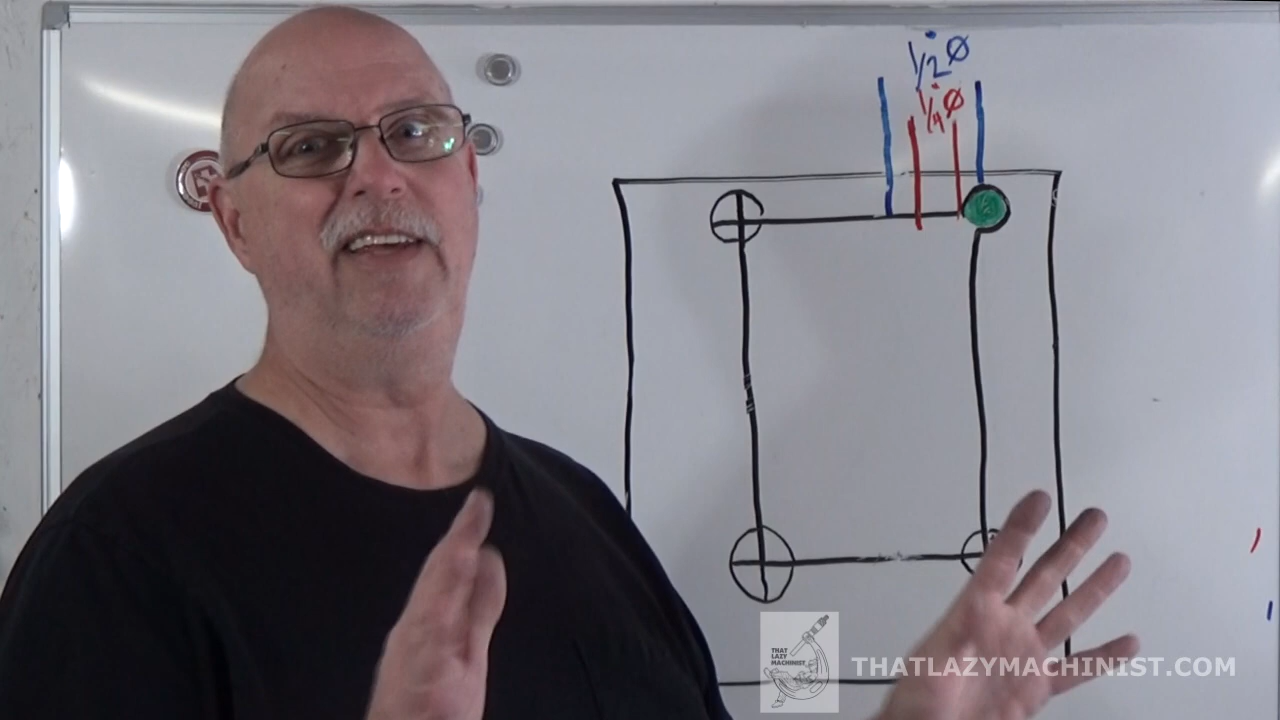 1/2 Ø
1/4 Ø
THAT
LAZY
MACHINIST
THATLAZYMACHINIST.COM